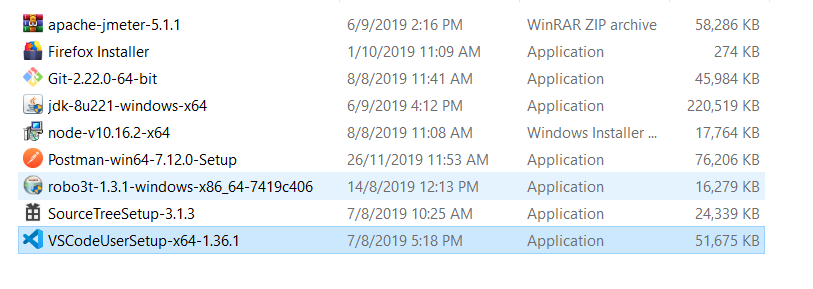 apache-jmeter-5.1.1 6/9/2019 2:16 PM WinRAR ZIP archive 58,286 KB
Firefox Installer 1/10/2019 11:09 AM Application 274 KB
Git-2.22.0-64-bit 8/8/2019 11:41 AM Application 45,984 KB
jdk-8u221-windows-x64 6/9/2019 4:12 PM Application 220,519 KB
node-v10.16.2-x64 8/8/2019 11:08 AM Windows Installer ... 17,764 KB
Postman-win64-7.12.0-Setup 26/11/2019 11:53 AM Application 76,206 KB
robo3t-1.3.1-windows-x86_64-7419c406 14/8/2019 12:13 PM Application 16,279 KB
SourceTreeSetup-3.1.3 7/8/2019 10:25 AM Application 24,339 KB
VSCodeUserSetup-x64-1.36.1 7/8/2019 5:18 PM Application 51,675 KB